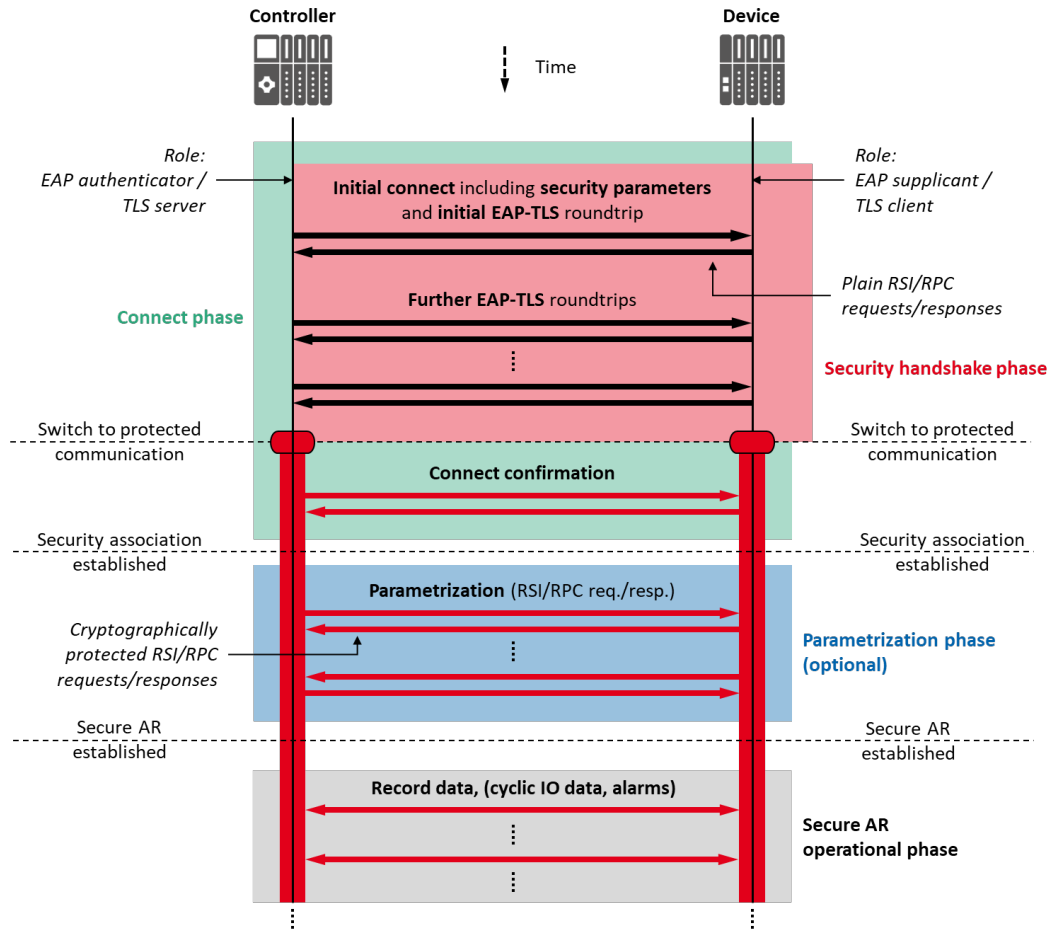 Controller
Device
Time
Role:
EAP authenticator /
TLS server
Role:
EAP supplicant /
TLS client
Initial connect including security parameters
and initial EAP-TLS roundtrip
Plain RSI/RPC
requests/responses
Further EAP-TLS roundtrips
Connect phase
Security handshake phase
Switch to protected
communication
Switch to protected
communication
Connect confirmation
Security association
established
Security association
established
Parametrization (RSI/RPC req./resp.)
Cryptographically
protected RSI/RPC
requests/responses
Parametrization phase
(optional)
Secure AR
established
Secure AR
established
Record data, (cyclic IO data, alarms)
Secure AR
operational phase